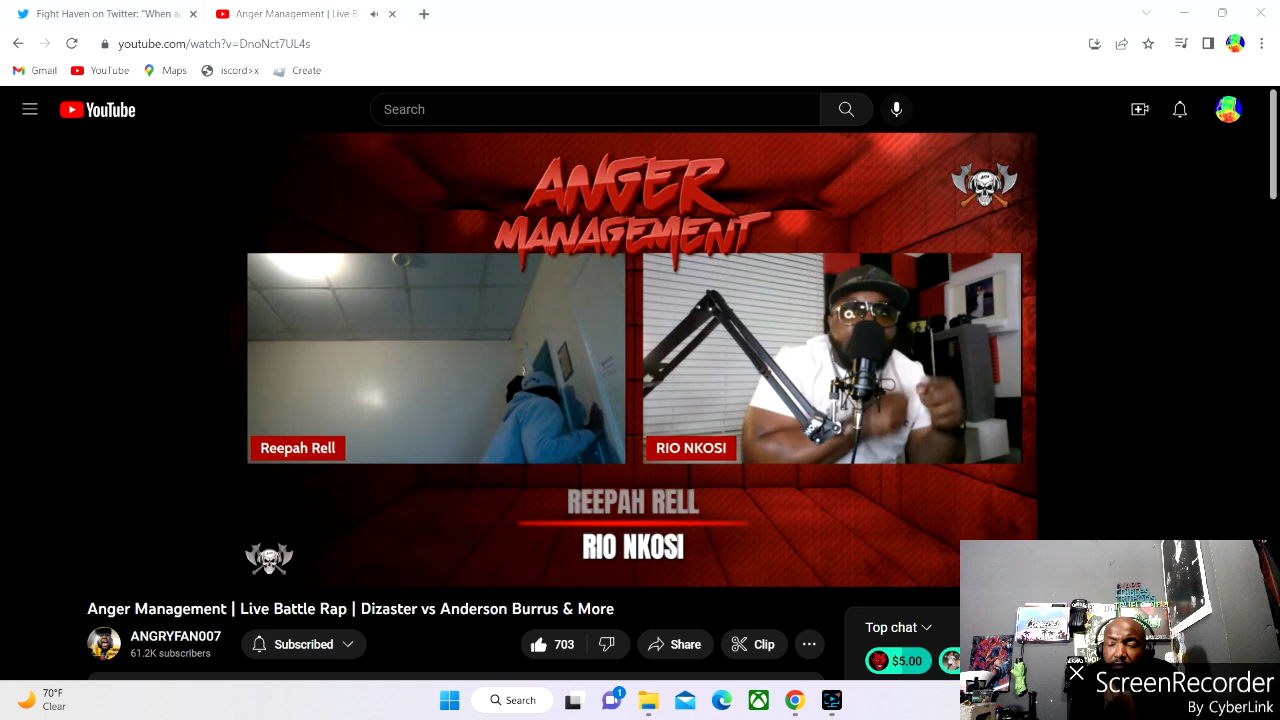 Fight Haven on Twitter: "When a
Anger Management | Live B
youtube.com/watch?v=DnoNct7UL4s
Gmail
YouTube
Maps
iscord>x
Create
YouTube
Search
ANGER
MANAGEMENT
Reepah Rell
RIO NKOSI
REEPAH RELL
RIO NKOSI
Anger Management | Live Battle Rap | Dizaster vs Anderson Burrus & More
ANGRYFAN007
61.2K subscribers
Subscribed
703
Share
Clip
Top chat
$5.00
70°F
Clear
Search
1
ScreenRecorder
By CyberLink